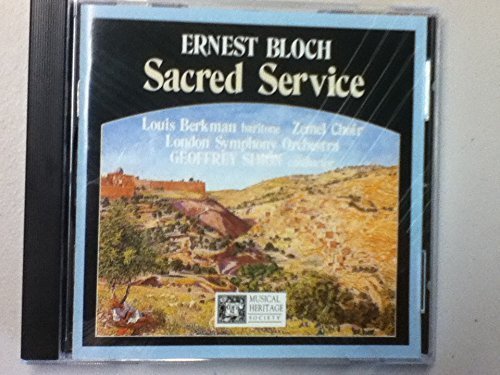 ERNEST BLOCH
Sacred Service
Louis Berkman baritone Zemel Choir
London Symphony Orchestra
GEOFFREY SIMON conductor
MUSICAL
HERITAGE
SOCIETY